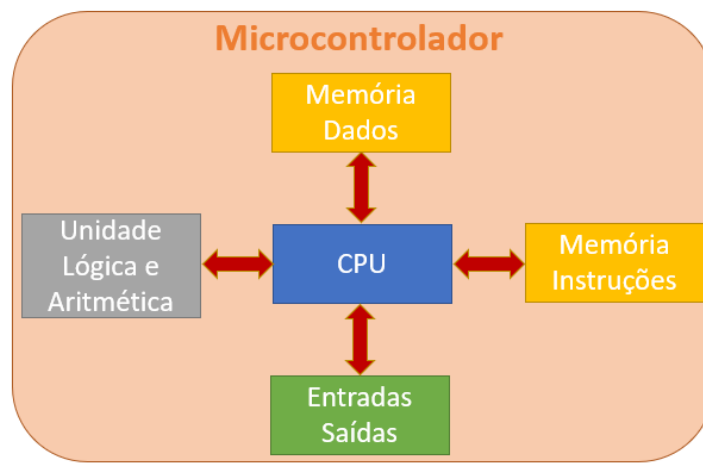 Microcontrolador
Memória
Dados
Unidade
Lógica e
Aritmética
CPU
Memória
Instruções
Entradas
Saídas